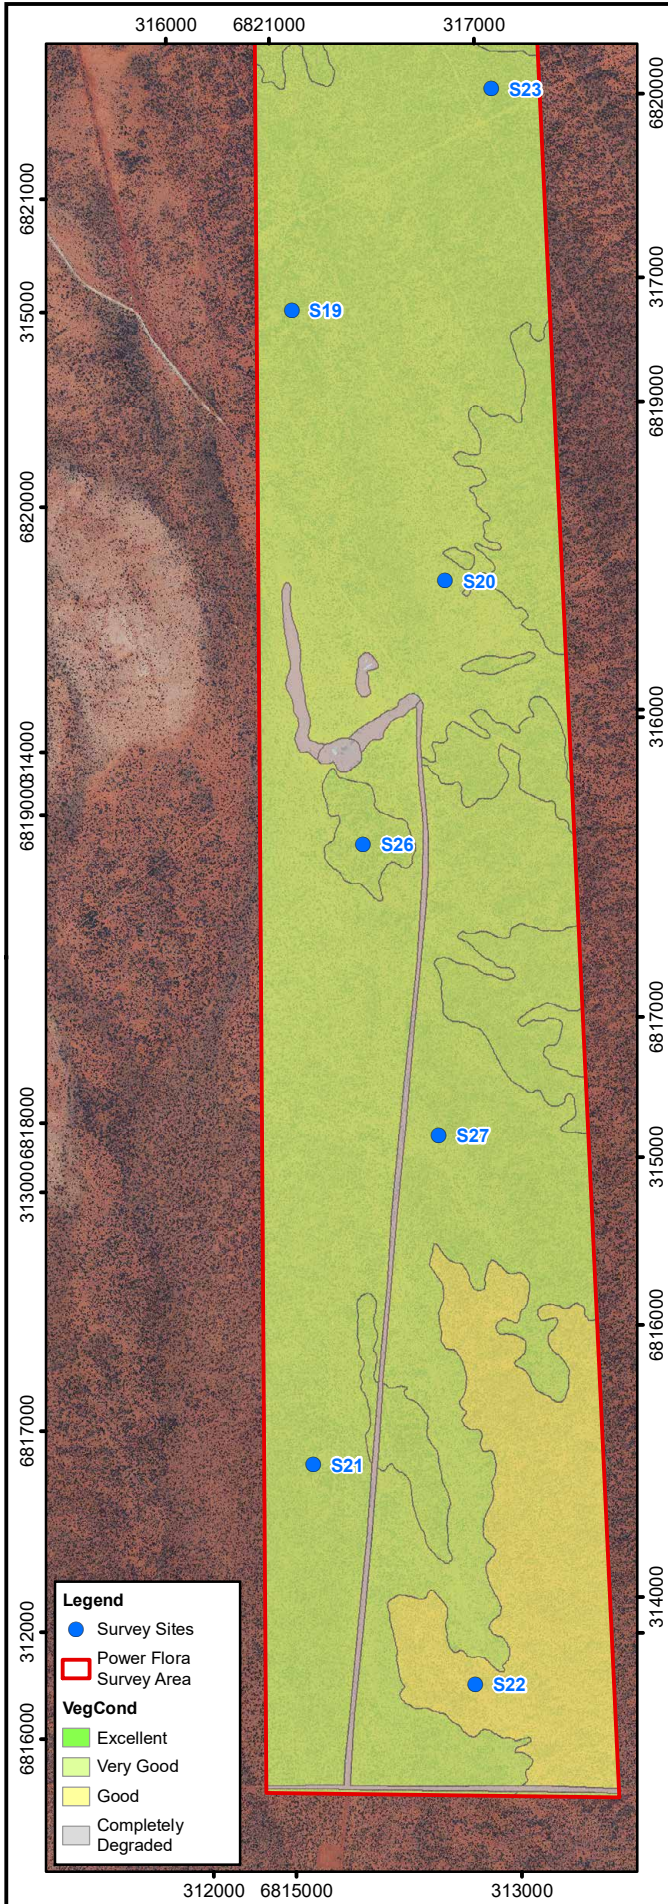 316000
6821000
317000
S23
6820000
6821000
317000
315000
S19
6819000
6820000
S20
316000
314000
6819000
S26
6817000
6818000
S27
315000
313000
6816000
6817000
S21
314000
312000
S22
6816000
Legend
Survey Sites
Power Flora
Survey Area
VegCond
Excellent
Very Good
Good
Completely
Degraded
312000
6815000
313000